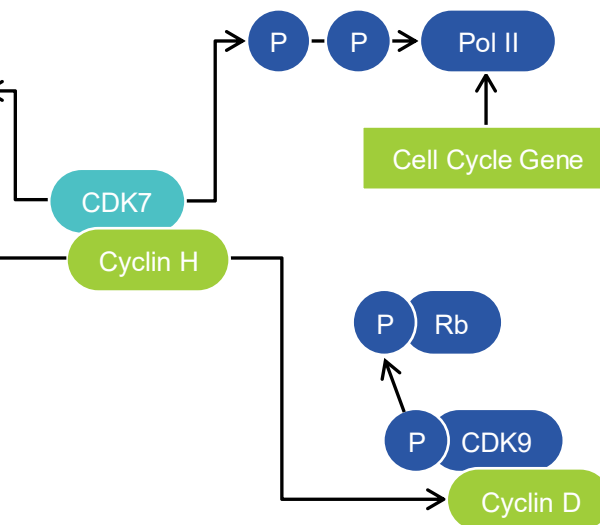 P
P
Pol II
Cell Cycle Gene
CDK7
Cyclin H
P
Rb
P
CDK9
Cyclin D